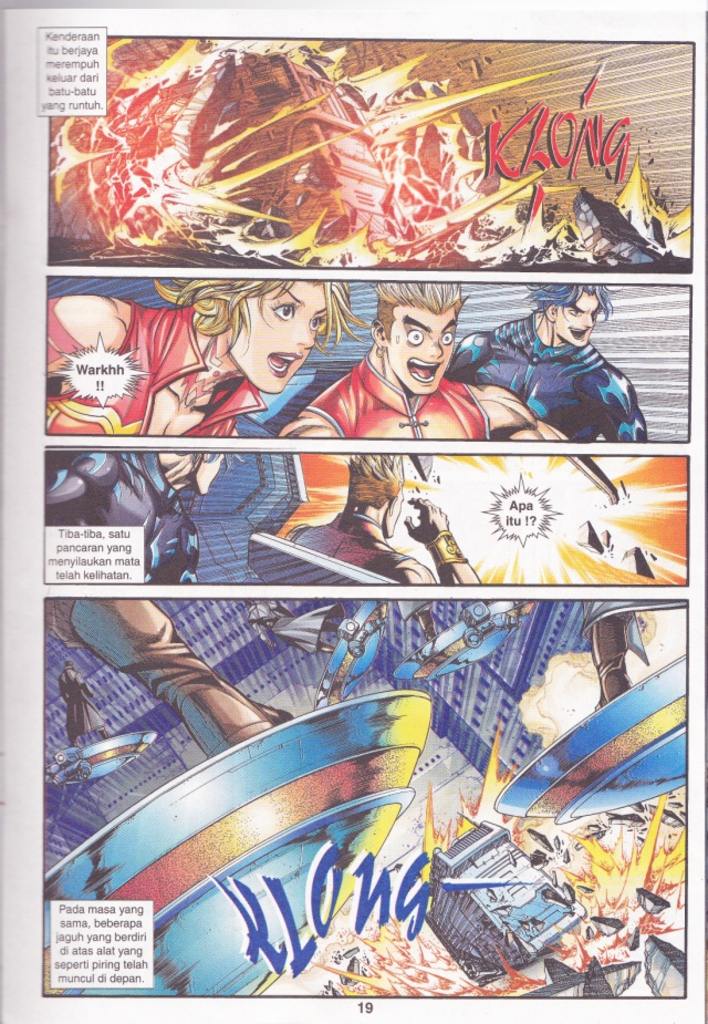 Kenderaan
itu berjaya
merempuh
keluar dari
batu-batu
yang runtuh.
KLONG
Warkhh
!!
Apa
itu !?
Tiba-tiba, satu
pancaran yang
menyilaukan mata
telah kelihatan.
KLONG
Pada masa yang
sama, beberapa
jaguh yang berdiri
di atas alat yang
seperti piring telah
muncul di depan.
19